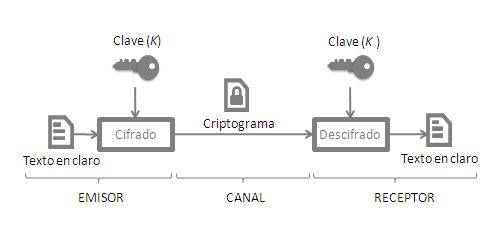 Clave (K)
Clave (K )
Cifrado
Criptograma
Descifrado
Texto en claro
Texto en claro
EMISOR
CANAL
RECEPTOR